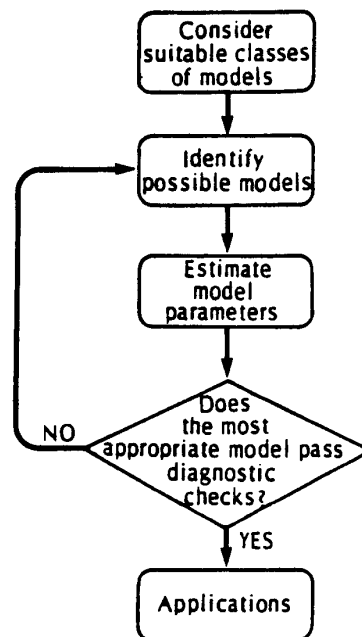 Consider
suitable classes
of models
Identify
possible models
Estimate
model
parameters
Does
the most
appropriate model pass
diagnostic
checks?
NO
YES
Applications